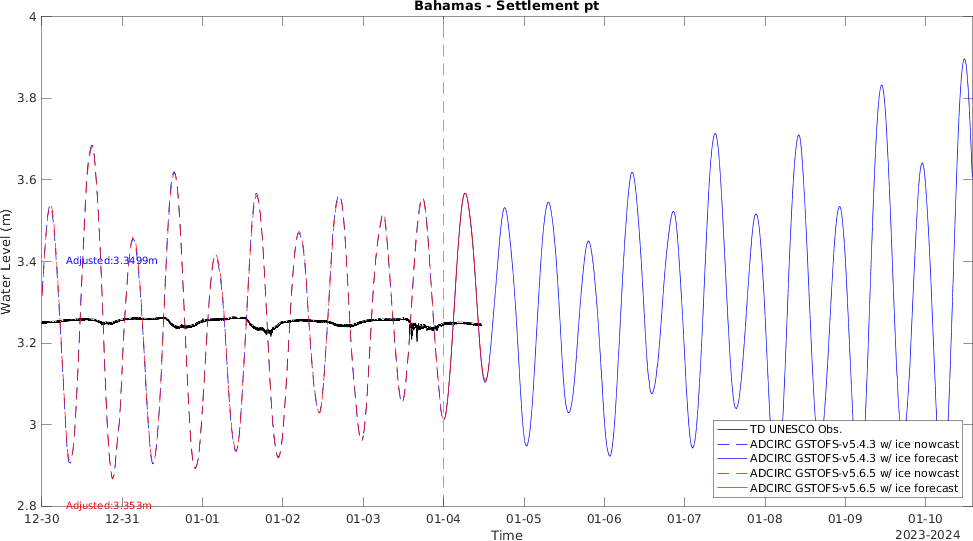 Bahamas - Settlement pt
4
3.8
3.6
3.4
3.2
3
2.8
Water Level (m)
Adjusted:3.3499m
Adjusted:3.353m
TD UNESCO Obs.
ADCIRC GSTOFS-v5.4.3 w/ ice nowcast
ADCIRC GSTOFS-v5.4.3 w/ ice forecast
ADCIRC GSTOFS-v5.6.5 w/ ice nowcast
ADCIRC GSTOFS-v5.6.5 w/ ice forecast
12-30 12-31 01-01 01-02 01-03 01-04 01-05 01-06 01-07 01-08 01-09 01-10
Time
2023-2024